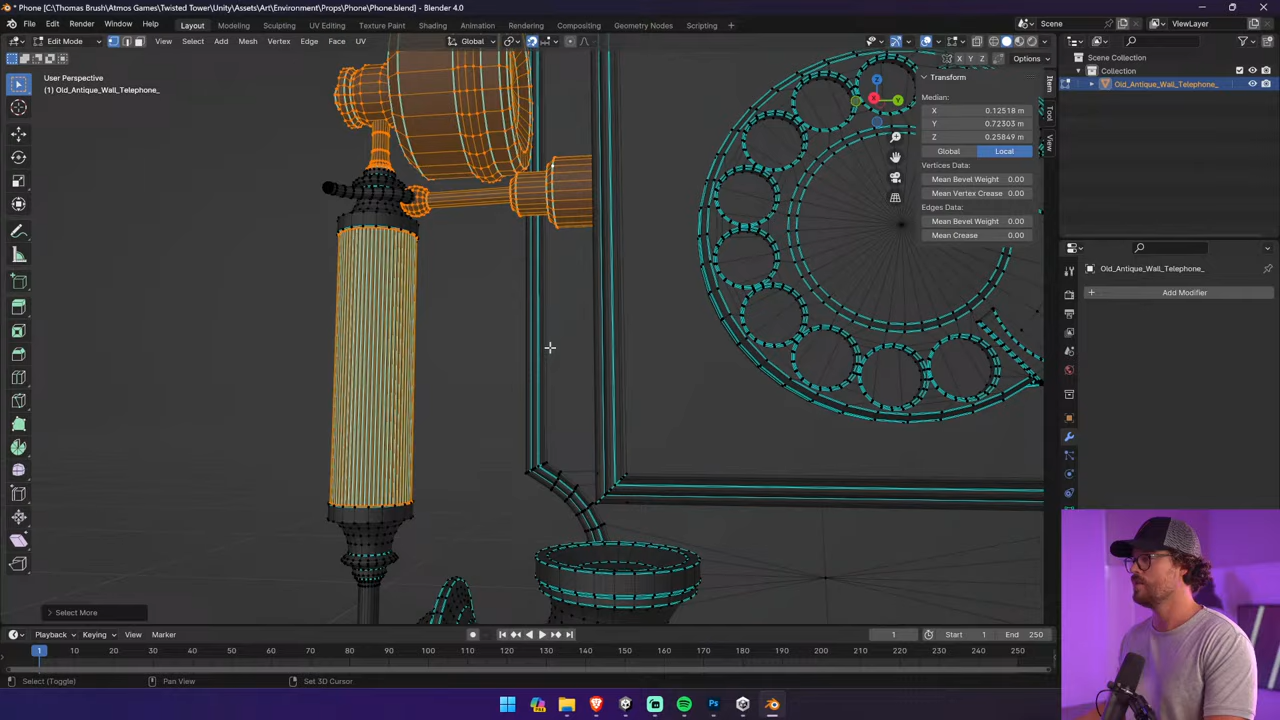 * Phone [C:\Thomas Brush\Atmos Games\Twisted Tower\Unity\Assets\Art\Environment\Props\Phone\Phone.blend] - Blender 4.0
File Edit Render Window Help
Layout Modeling Sculpting UV Editing Texture Paint Shading Animation Rendering Compositing Geometry Nodes Scripting
Scene ViewLayer
Edit Mode View Select Add Mesh Vertex Edge Face UV Global
X Y Z Options
User Perspective
(1) Old_Antique_Wall_Telephone_
Transform
Median:
X 0.12518 m
Y 0.72303 m
Z 0.25849 m
Global Local
Vertices Data:
Mean Bevel Weight 0.00
Mean Vertex Crease 0.00
Edges Data:
Mean Bevel Weight 0.00
Mean Crease 0.00
Item
Tool
View
Scene Collection
Collection
Old_Antique_Wall_Telephone_
Old_Antique_Wall_Telephone_
Add Modifier
Select More
Playback Keying View Marker
1 Start 1 End 250
1 10 20 30 40 50 60 70 80 90 100 110 120 130 140 150 160 170 180 190 200 210 220 230 240 250
Select (Toggle) Pan View Set 3D Cursor